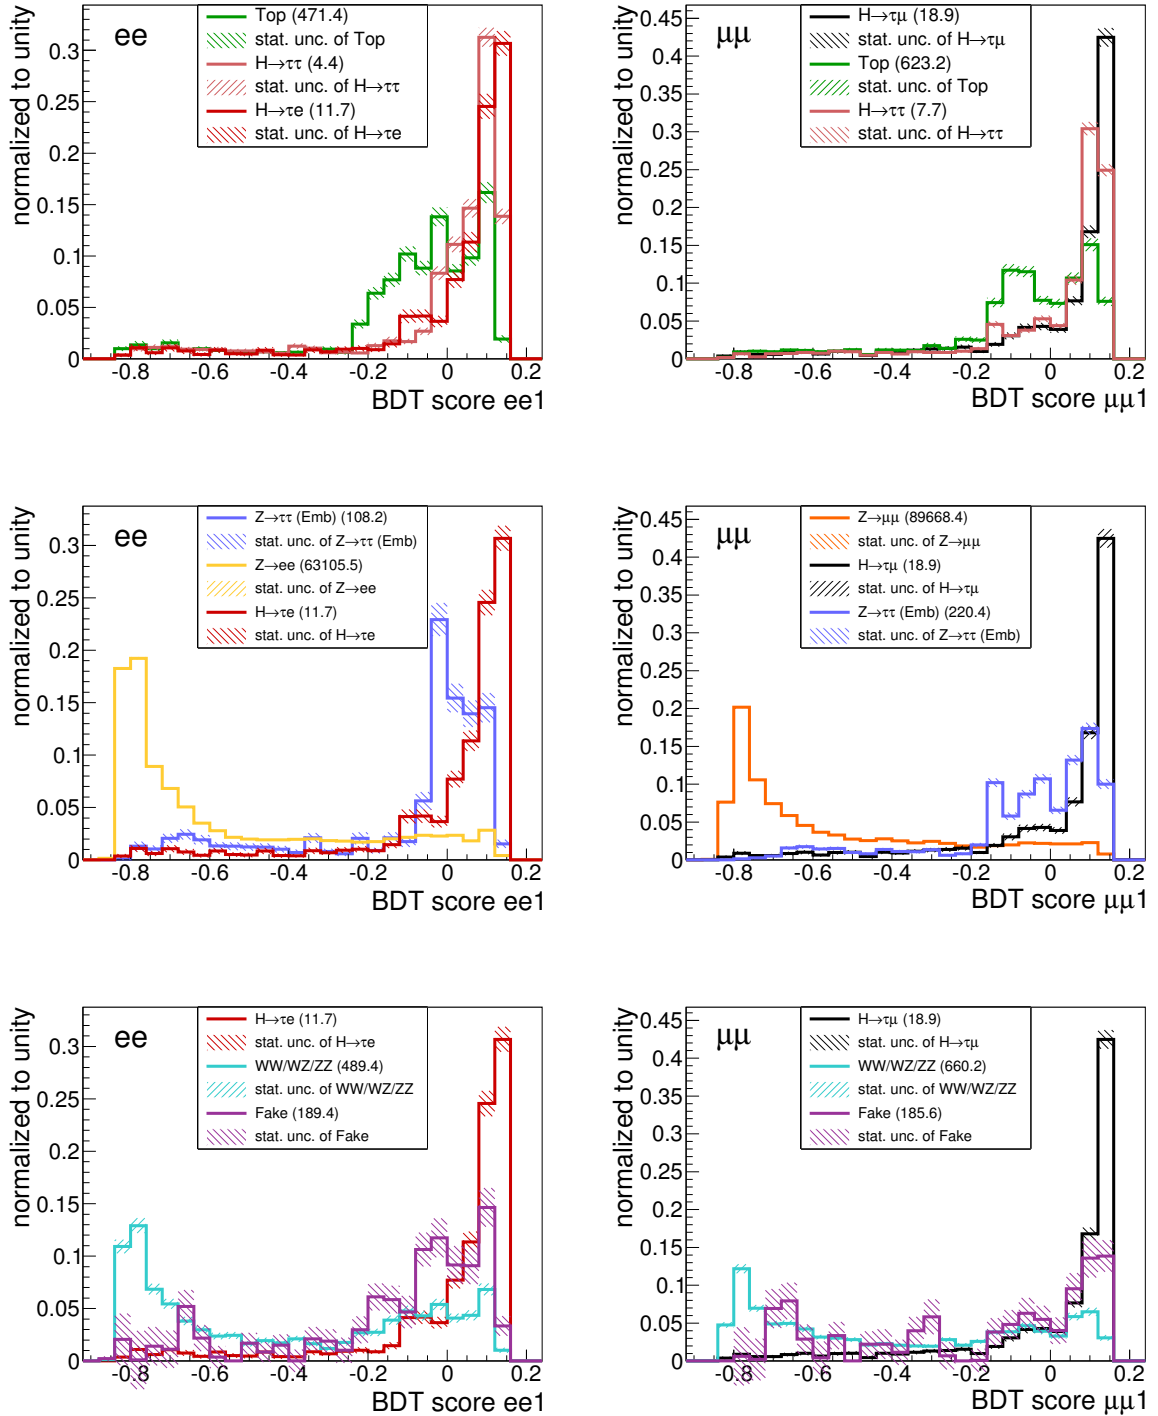 ee
Top (471.4)
stat. unc. of Top
H→ττ (4.4)
stat. unc. of H→ττ
H→τe (11.7)
stat. unc. of H→τe
normalized to unity
0.3
0.25
0.2
0.15
0.1
0.05
0
-0.8 -0.6 -0.4 -0.2 0 0.2
BDT score ee1
μμ
H→τμ (18.9)
stat. unc. of H→τμ
Top (623.2)
stat. unc. of Top
H→ττ (7.7)
stat. unc. of H→ττ
normalized to unity
0.45
0.4
0.35
0.3
0.25
0.2
0.15
0.1
0.05
0
-0.8 -0.6 -0.4 -0.2 0 0.2
BDT score μμ1
ee
Z→ττ (Emb) (108.2)
stat. unc. of Z→ττ (Emb)
Z→ee (63105.5)
stat. unc. of Z→ee
H→τe (11.7)
stat. unc. of H→τe
normalized to unity
0.3
0.25
0.2
0.15
0.1
0.05
0
-0.8 -0.6 -0.4 -0.2 0 0.2
BDT score ee1
μμ
Z→μμ (89668.4)
stat. unc. of Z→μμ
H→τμ (18.9)
stat. unc. of H→τμ
Z→ττ (Emb) (220.4)
stat. unc. of Z→ττ (Emb)
normalized to unity
0.45
0.4
0.35
0.3
0.25
0.2
0.15
0.1
0.05
0
-0.8 -0.6 -0.4 -0.2 0 0.2
BDT score μμ1
ee
H→τe (11.7)
stat. unc. of H→τe
WW/WZ/ZZ (489.4)
stat. unc. of WW/WZ/ZZ
Fake (189.4)
stat. unc. of Fake
normalized to unity
0.3
0.25
0.2
0.15
0.1
0.05
0
-0.8 -0.6 -0.4 -0.2 0 0.2
BDT score ee1
μμ
H→τμ (18.9)
stat. unc. of H→τμ
WW/WZ/ZZ (660.2)
stat. unc. of WW/WZ/ZZ
Fake (185.6)
stat. unc. of Fake
normalized to unity
0.45
0.4
0.35
0.3
0.25
0.2
0.15
0.1
0.05
0
-0.8 -0.6 -0.4 -0.2 0 0.2
BDT score μμ1